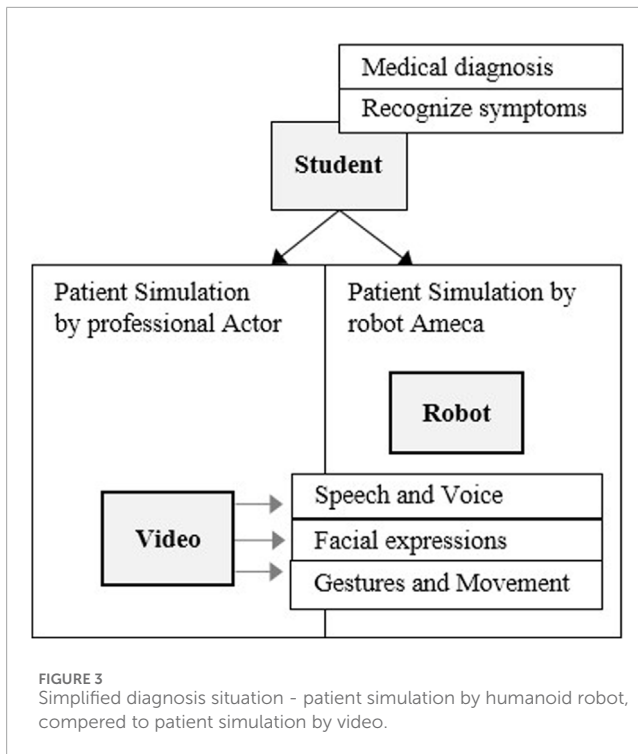 Medical diagnosis
Recognize symptoms
Student
Patient Simulation
by professional Actor
Patient Simulation by
robot Ameca
Robot
Video
Speech and Voice
Facial expressions
Gestures and Movement
FIGURE 3
Simplified diagnosis situation - patient simulation by humanoid robot,
compered to patient simulation by video.